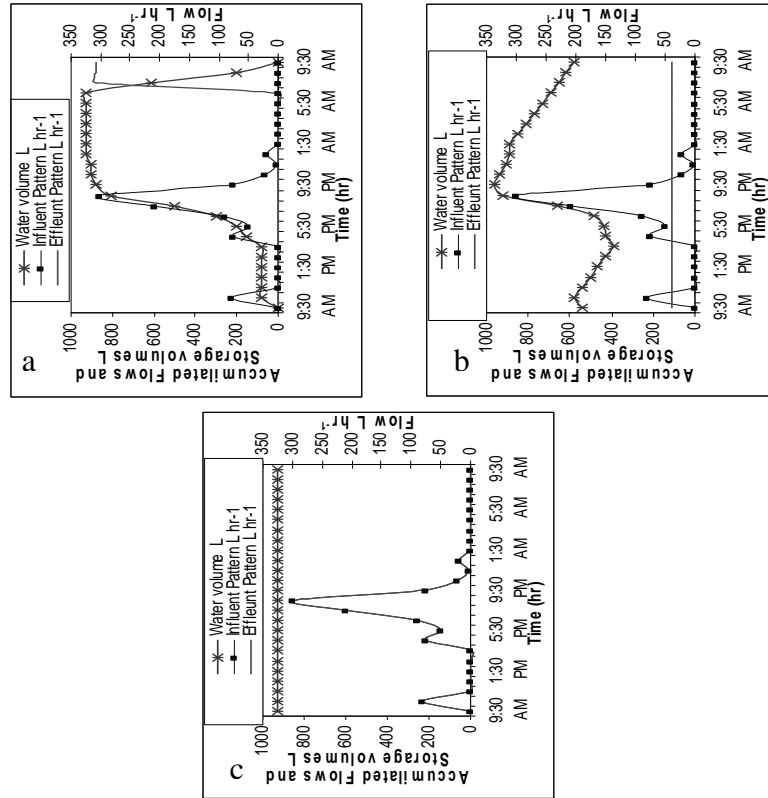 a
Water volume L
Influent Pattern L hr-1
Effleunt Pattern L hr-1
Accumilated Flows and
Storage volumes L
1000
800
600
400
200
0
Flow L hr⁻¹
350
300
250
200
150
100
50
0
9:30 AM
1:30 PM
5:30 PM
9:30 PM
1:30 AM
5:30 AM
9:30 AM
Time (hr)
b
Water volume L
Influent Pattern L hr-1
Effleunt Pattern L hr-1
Accumilated Flows and
Storage volumes L
1000
800
600
400
200
0
Flow L hr⁻¹
350
300
250
200
150
100
50
0
9:30 AM
1:30 PM
5:30 PM
9:30 PM
1:30 AM
5:30 AM
9:30 AM
Time (hr)
c
Water volume L
Influent Pattern L hr-1
Effleunt Pattern L hr-1
Accumilated Flows and
Storage volumes L
1000
800
600
400
200
0
Flow L hr⁻¹
350
300
250
200
150
100
50
0
9:30 AM
1:30 PM
5:30 PM
9:30 PM
1:30 AM
5:30 AM
9:30 AM
Time (hr)